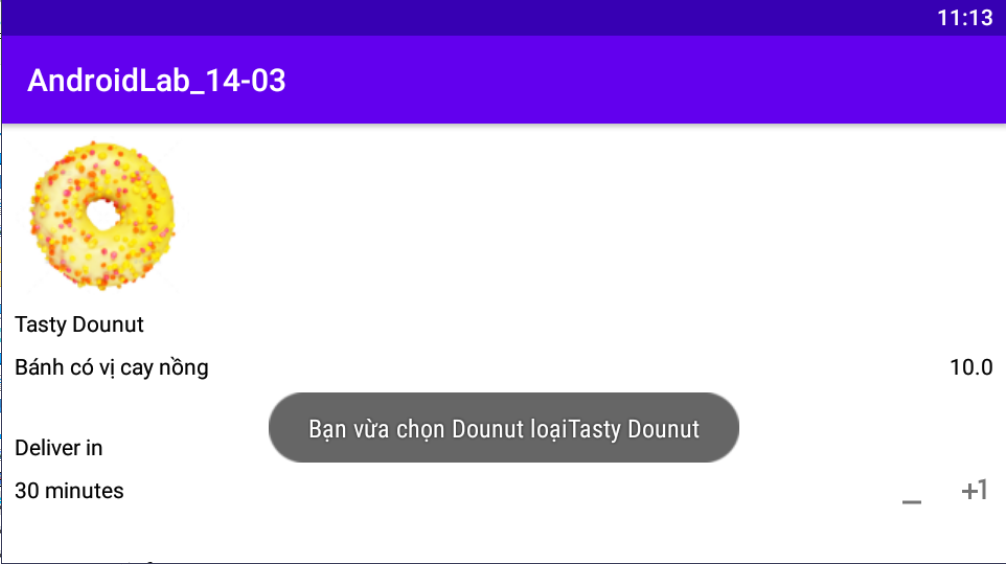 11:13
AndroidLab_14-03
Tasty Dounut
Bánh có vị cay nồng 10.0
Bạn vừa chọn Dounut loạiTasty Dounut
Deliver in
30 minutes _ +1